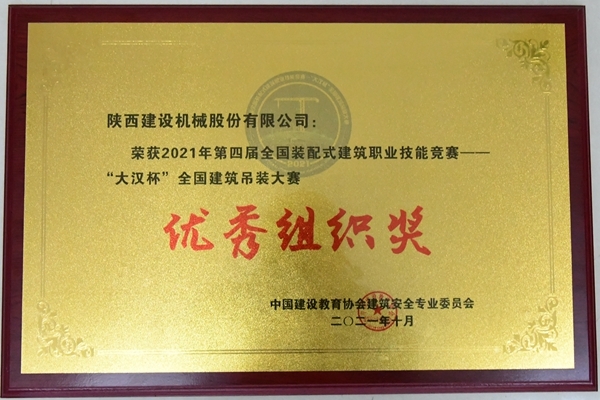 陕西建设机械股份有限公司：
荣获2021年第四届全国装配式建筑职业技能竞赛——
“大汉杯”全国建筑吊装大赛
优秀组织奖
中国建设教育协会建筑安全专业委员会
二〇二一年十月